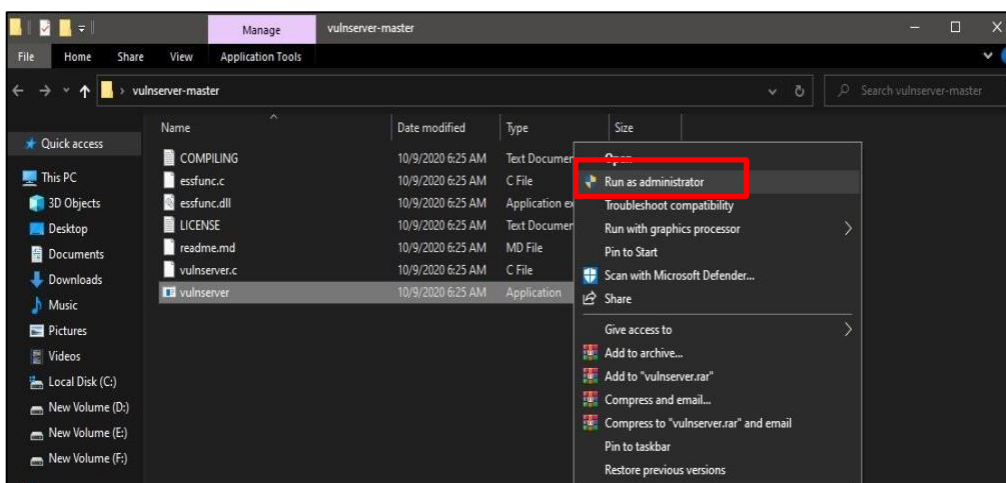 Manage vulnserver-master
File Home Share View Application Tools
vulnserver-master Search vulnserver-master
Name Date modified Type Size
Quick access
This PC
3D Objects
Desktop
Documents
Downloads
Music
Pictures
Videos
Local Disk (C:)
New Volume (D:)
New Volume (E:)
New Volume (F:)
COMPILING 10/9/2020 6:25 AM Text Documen
essfunc.c 10/9/2020 6:25 AM C File
essfunc.dll 10/9/2020 6:25 AM Application ex
LICENSE 10/9/2020 6:25 AM Text Documen
readme.md 10/9/2020 6:25 AM MD File
vulnserver.c 10/9/2020 6:25 AM C File
vulnserver 10/9/2020 6:25 AM Application
Open
Run as administrator
Troubleshoot compatibility
Run with graphics processor
Pin to Start
Scan with Microsoft Defender...
Share
Give access to
Add to archive...
Add to "vulnserver.rar"
Compress and email...
Compress to "vulnserver.rar" and email
Pin to taskbar
Restore previous versions